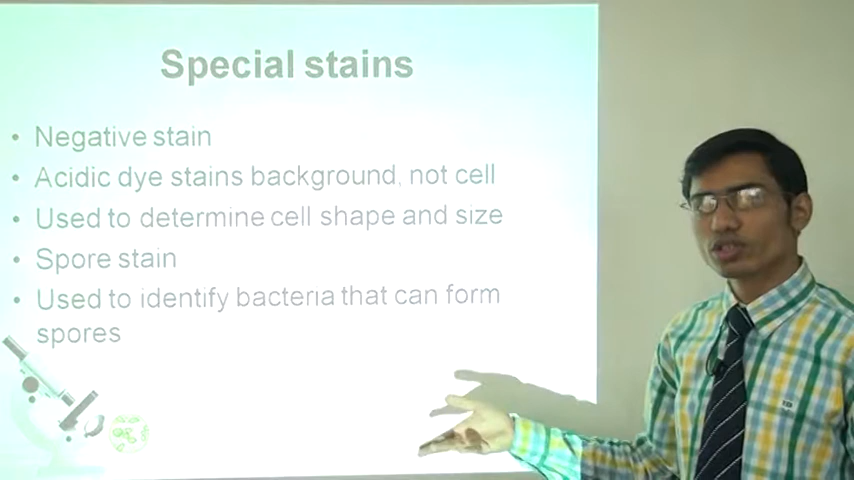 Special stains
• Negative stain
• Acidic dye stains background, not cell
• Used to determine cell shape and size
• Spore stain
• Used to identify bacteria that can form
spores